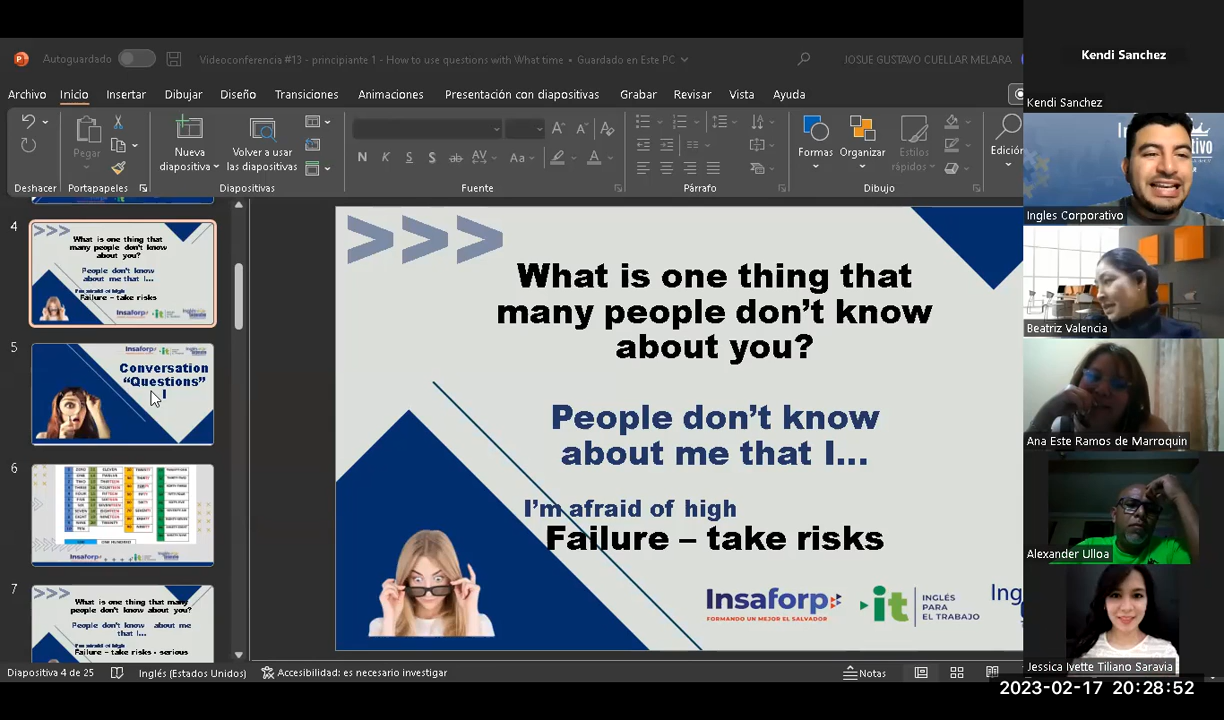 Autoguardado
Videoconferencia #13 - principiante 1 - How to use questions with What time • Guardado en Este PC
JOSUE GUSTAVO CUELLAR MELARA
Archivo Inicio Insertar Dibujar Diseño Transiciones Animaciones Presentación con diapositivas Grabar Revisar Vista Ayuda
Pegar
Nueva
diapositiva
Volver a usar
las diapositivas
N K S S ab AV Aa A A
Formas
Organizar
Estilos
rápidos
Edición
Deshacer
Portapapeles
Diapositivas
Fuente
Párrafo
Dibujo
4
What is one thing that
many people don't know
about you?
People don't know
about me that I...
I'm afraid of high
Failure – take risks
Insaforp it
5
Insaforp it
Conversation
“Questions”
I
6
Insaforp it
7
What is one thing that many
people don't know about you?
People don't know about me
that I...
I'm afraid of high
Failure – take risks - serious
>>>
What is one thing that
many people don't know
about you?
People don't know
about me that I...
I'm afraid of high
Failure – take risks
Insaforp
FORMANDO UN MEJOR EL SALVADOR
it
INGLÉS
PARA
EL TRABAJO
Ing
Diapositiva 4 de 25
Inglés (Estados Unidos)
Accesibilidad: es necesario investigar
Notas
Kendi Sanchez
Kendi Sanchez
Ingles Corporativo
Beatriz Valencia
Ana Este Ramos de Marroquin
Alexander Ulloa
Jessica Ivette Tiliano Saravia
2023-02-17 20:28:52